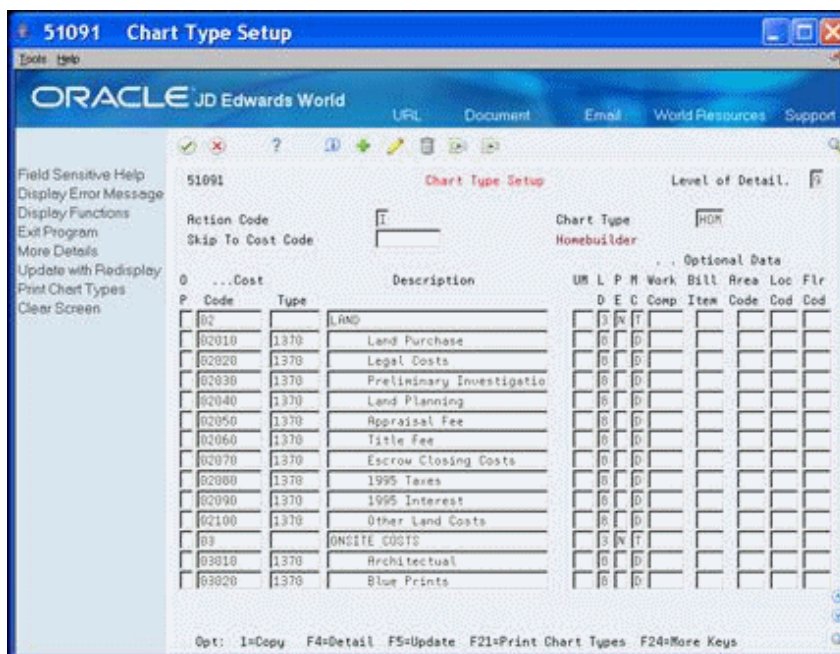 51091 Chart Type Setup
Tools Help
ORACLE JD Edwards World
URL Document Email World Resources Support
Field Sensitive Help
Display Error Message
Display Functions
Exit Program
More Details
Update with Redisplay
Print Chart Types
Clear Screen
51091 Chart Type Setup Level of Detail. 9
Action Code I Chart Type HOM
Skip To Cost Code Homebuilder
. . Optional Data
O ...Cost Description UM L P M Work Bill Area Loc Flr
P Code Type D E C Comp Item Code Cod Cod
02 LAND 3 N T
02010 1370 Land Purchase 8 D
02020 1370 Legal Costs 8 D
02030 1370 Preliminary Investigatio 8 D
02040 1370 Land Planning 8 D
02050 1370 Appraisal Fee 8 D
02060 1370 Title Fee 8 D
02070 1370 Escrow Closing Costs 8 D
02080 1370 1995 Taxes 8 D
02090 1370 1995 Interest 8 D
02100 1370 Other Land Costs 8 D
03 ONSITE COSTS 3 N T
03010 1370 Architectual 8 D
03020 1370 Blue Prints 8 D
Opt: 1=Copy F4=Detail F5=Update F21=Print Chart Types F24=More Keys